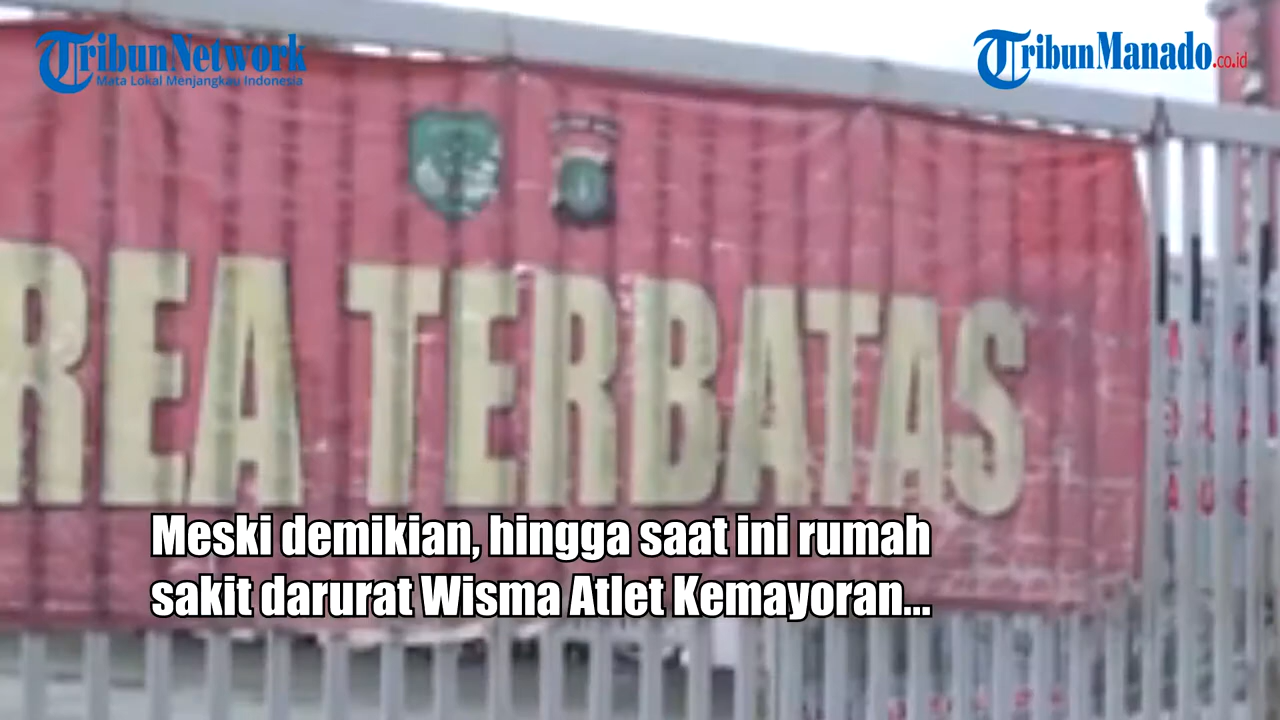 TribunNetwork
Mata Lokal Menjangkau Indonesia
TribunManado.co.id
REA TERBATAS
Meski demikian, hingga saat ini rumah
sakit darurat Wisma Atlet Kemayoran...